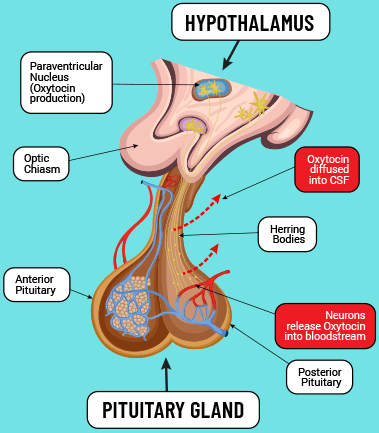 HYPOTHALAMUS
Paraventricular
Nucleus
(Oxytocin
production)
Optic
Chiasm
Oxytocin
diffused
into CSF
Herring
Bodies
Anterior
Pituitary
Neurons
release Oxytocin
into bloodstream
Posterior
Pituitary
PITUITARY GLAND